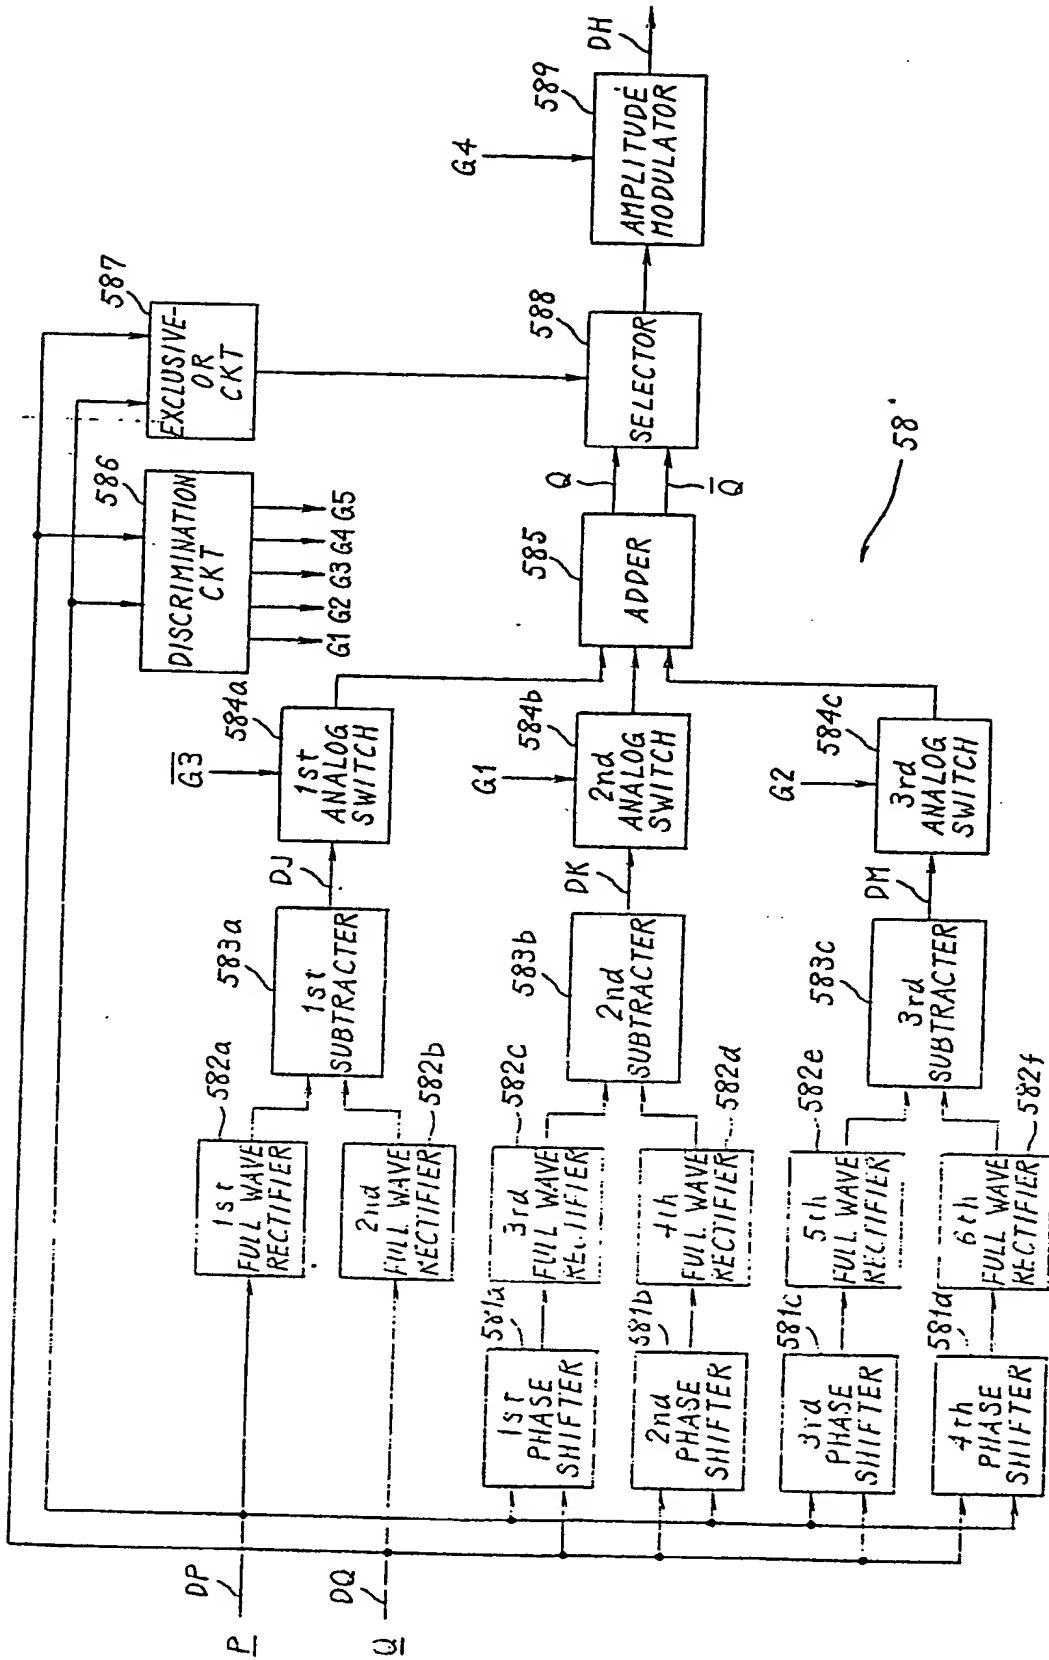 P
DP
Q
DQ
1st
FULL WAVE
RECTIFIER
582a
2nd
FULL WAVE
RECTIFIER
582b
1st
PHASE
SHIFTER
581a
3rd
FULL WAVE
RECTIFIER
582c
2nd
PHASE
SHIFTER
581b
4th
FULL WAVE
RECTIFIER
582d
3rd
PHASE
SHIFTER
581c
5th
FULL WAVE
RECTIFIER
582e
4th
PHASE
SHIFTER
581d
6th
FULL WAVE
RECTIFIER
582f
1st
SUBTRACTER
583a
DJ
2nd
SUBTRACTER
583b
DK
3rd
SUBTRACTER
583c
DM
G̅3̅
1st
ANALOG
SWITCH
584a
G1
2nd
ANALOG
SWITCH
584b
G2
3rd
ANALOG
SWITCH
584c
DISCRIMINATION
CKT
586
G1 G2 G3 G4 G5
EXCLUSIVE-
OR
CKT
587
ADDER
585
Q
Q̅
SELECTOR
588
G4
AMPLITUDE
MODULATOR
589
DH
58